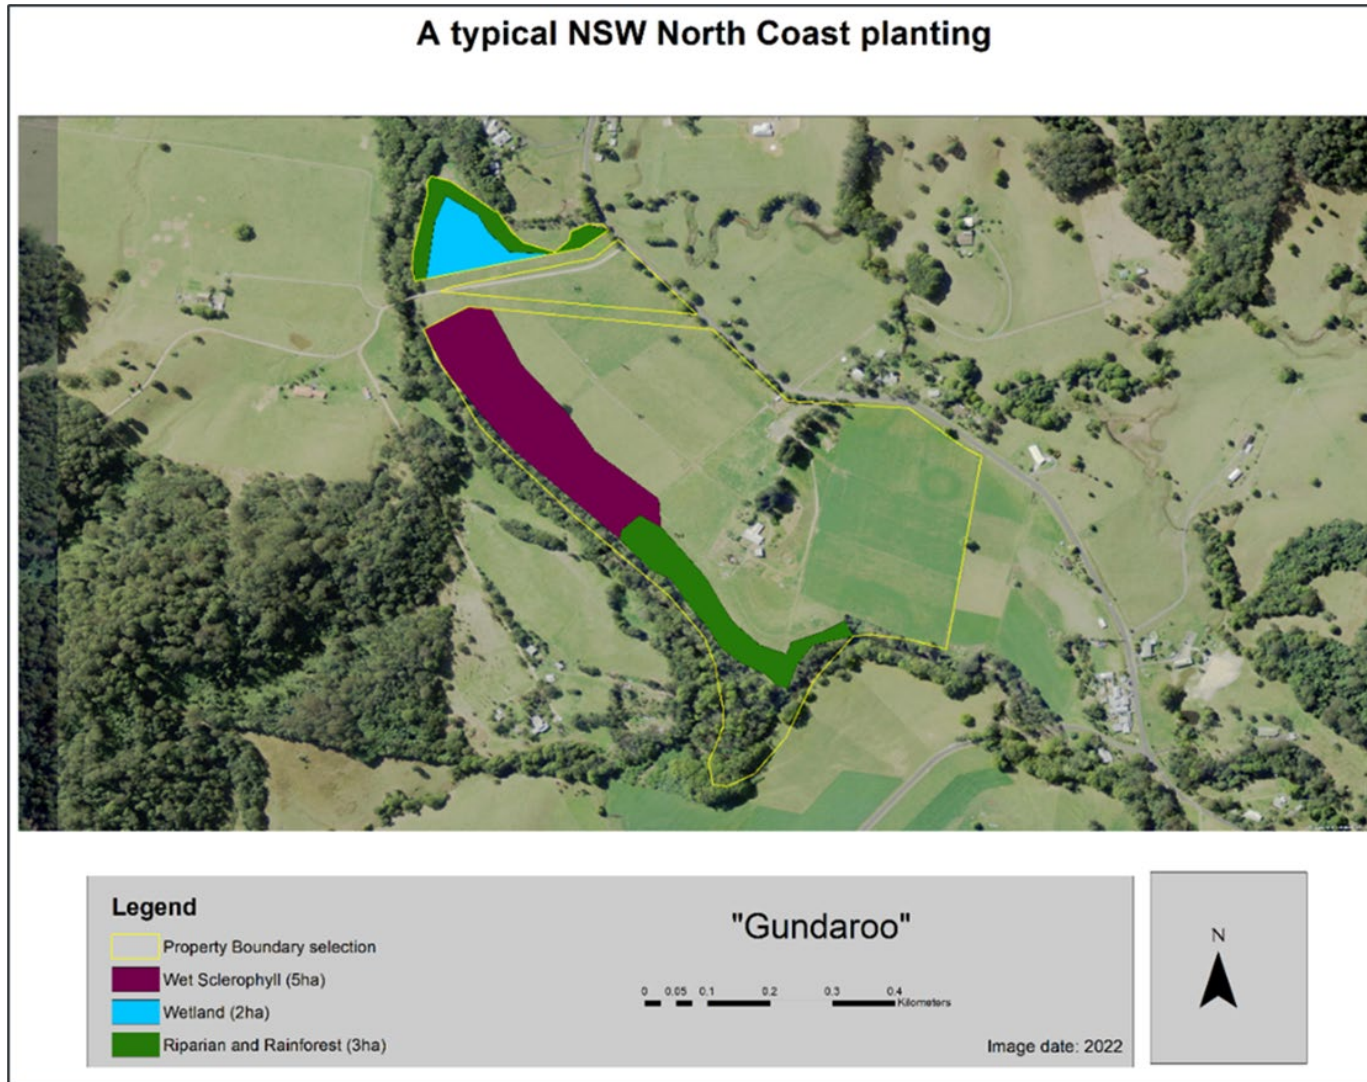 A typical NSW North Coast planting
Legend
Property Boundary selection
Wet Sclerophyll (5ha)
Wetland (2ha)
Riparian and Rainforest (3ha)
"Gundaroo"
0 0.05 0.1 0.2 0.3 0.4
Kilometers
Image date: 2022
N